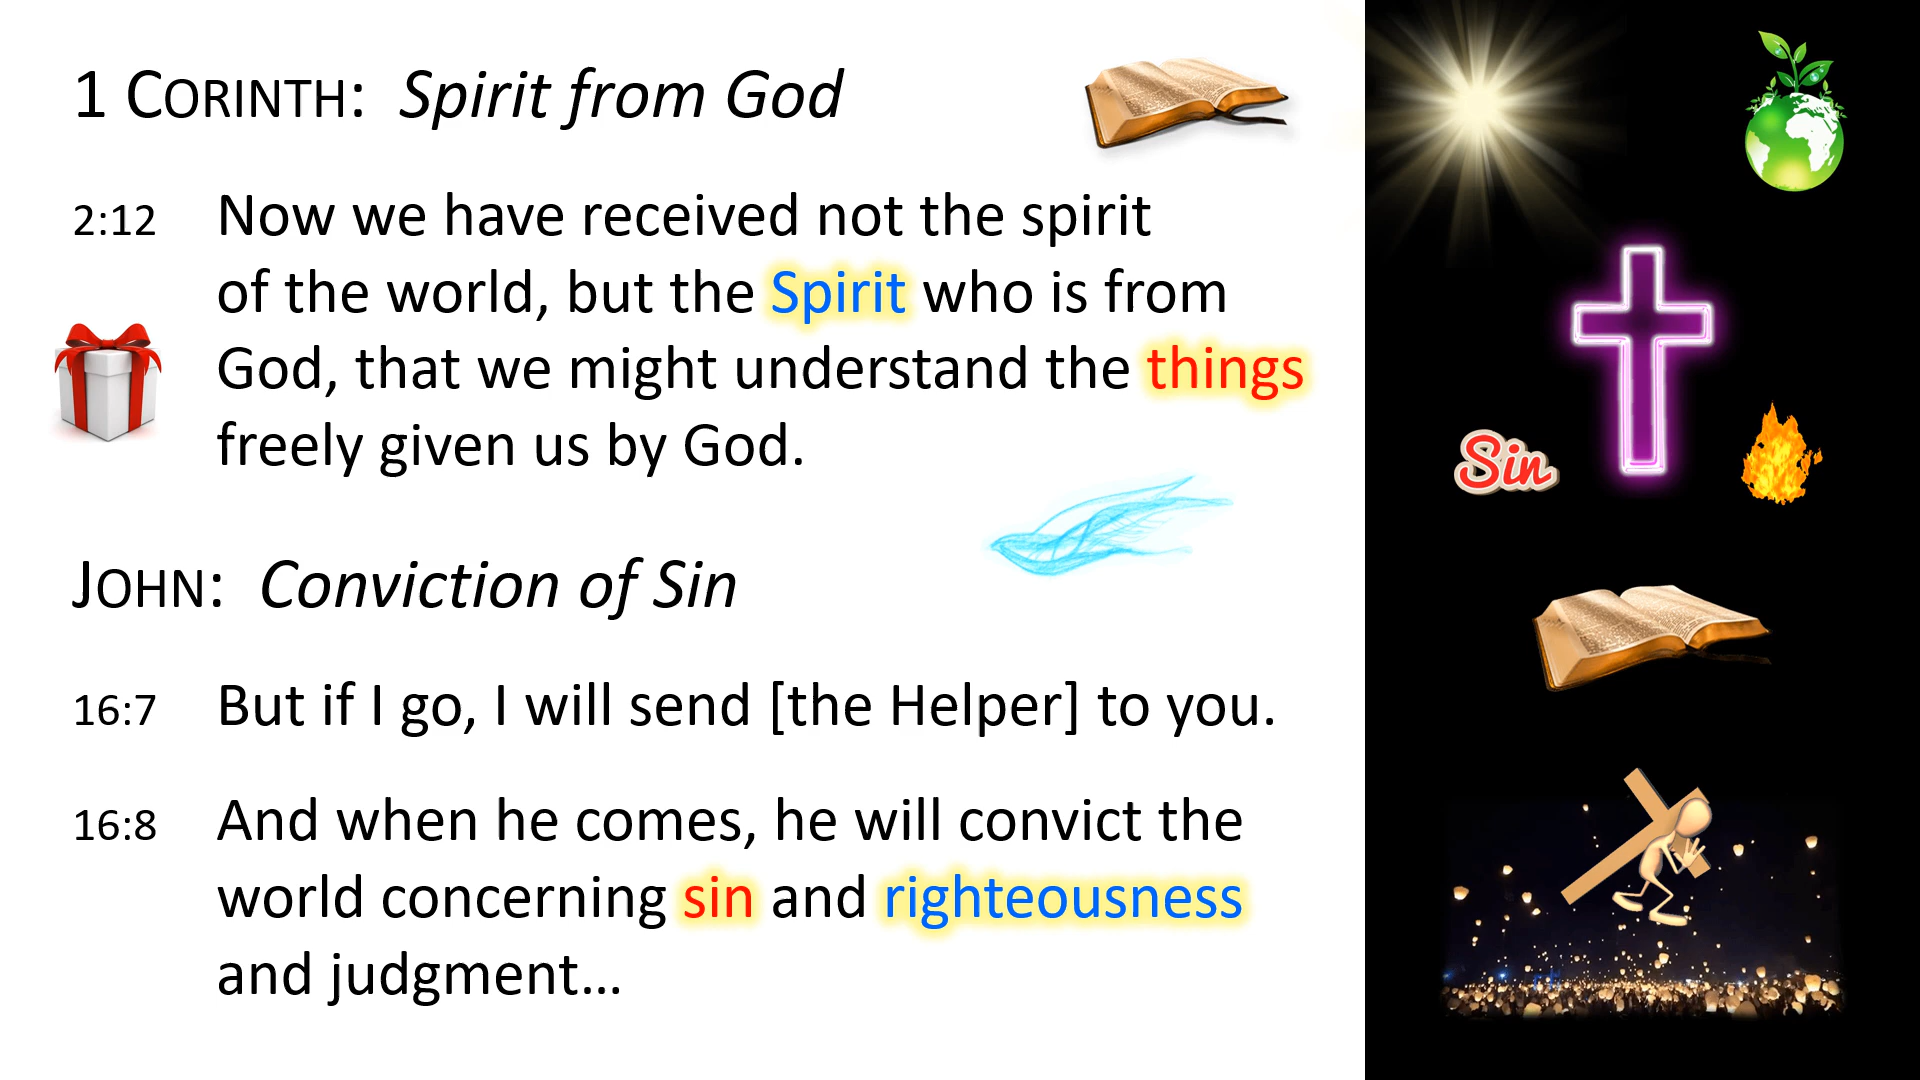 1 CORINTH: Spirit from God
2:12 Now we have received not the spirit
of the world, but the Spirit who is from
God, that we might understand the things
freely given us by God.
JOHN: Conviction of Sin
16:7 But if I go, I will send [the Helper] to you.
16:8 And when he comes, he will convict the
world concerning sin and righteousness
and judgment…
Sin